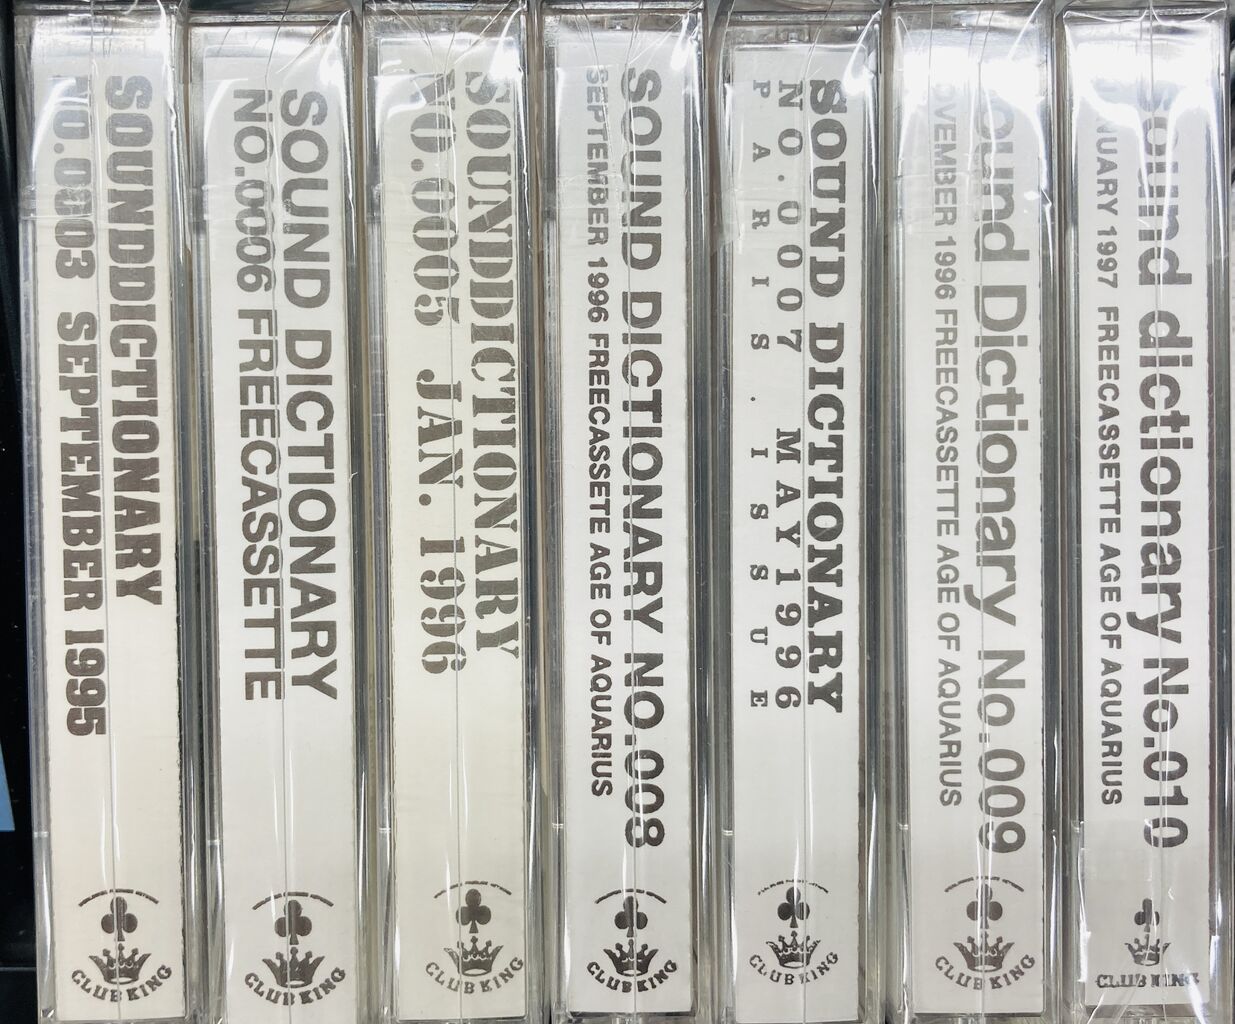 SOUNDDICTIONARY
NO.0003 SEPTEMBER 1995
CLUB KING
SOUND DICTIONARY
NO.0006 FREECASSETTE
CLUB KING
SOUNDDICTIONARY
NO.0005 JAN. 1996
CLUB KING
SOUND DICTIONARY NO.008
SEPTEMBER 1996 FREECASSETE AGE OF AQUARIUS
CLUB KING
SOUND DICTIONARY
NO.0007 MAY1996
PARIS. ISSUE
CLUB KING
Sound Dictionary No.009
NOVEMBER 1996 FREECASSETTE AGE OF AQUARIUS
CLUB KING
Sound dictionary No.010
JANUARY 1997 FREECASSETTE AGE OF AQUARIUS
CLUB KING